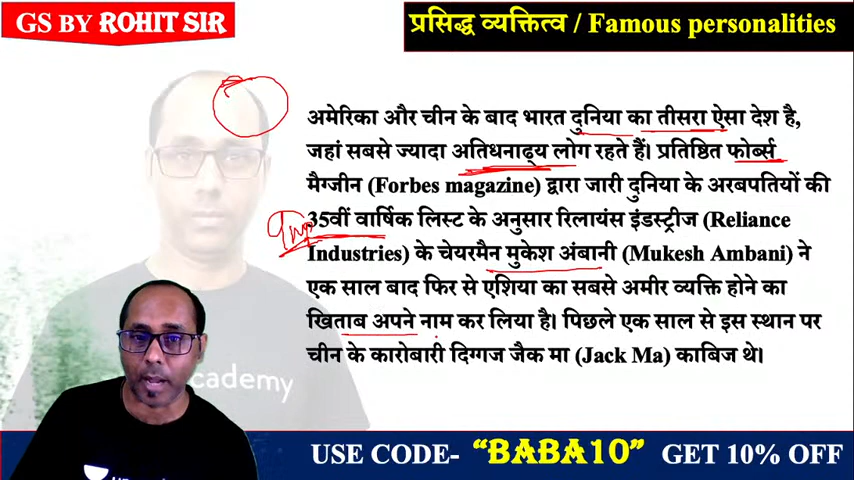 GS BY ROHIT SIR
प्रसिद्ध व्यक्तित्व / Famous personalities
अमेरिका और चीन के बाद भारत दुनिया का तीसरा ऐसा देश है,
जहां सबसे ज्यादा अतिधनाढ्य लोग रहते हैं। प्रतिष्ठित फोर्ब्स
मैग्जीन (Forbes magazine) द्वारा जारी दुनिया के अरबपतियों की
35वीं वार्षिक लिस्ट के अनुसार रिलायंस इंडस्ट्रीज (Reliance
Industries) के चेयरमैन मुकेश अंबानी (Mukesh Ambani) ने
एक साल बाद फिर से एशिया का सबसे अमीर व्यक्ति होने का
खिताब अपने नाम कर लिया है। पिछले एक साल से इस स्थान पर
चीन के कारोबारी दिग्गज जैक मा (Jack Ma) काबिज थे।
cademy
USE CODE- “BABA10” GET 10% OFF